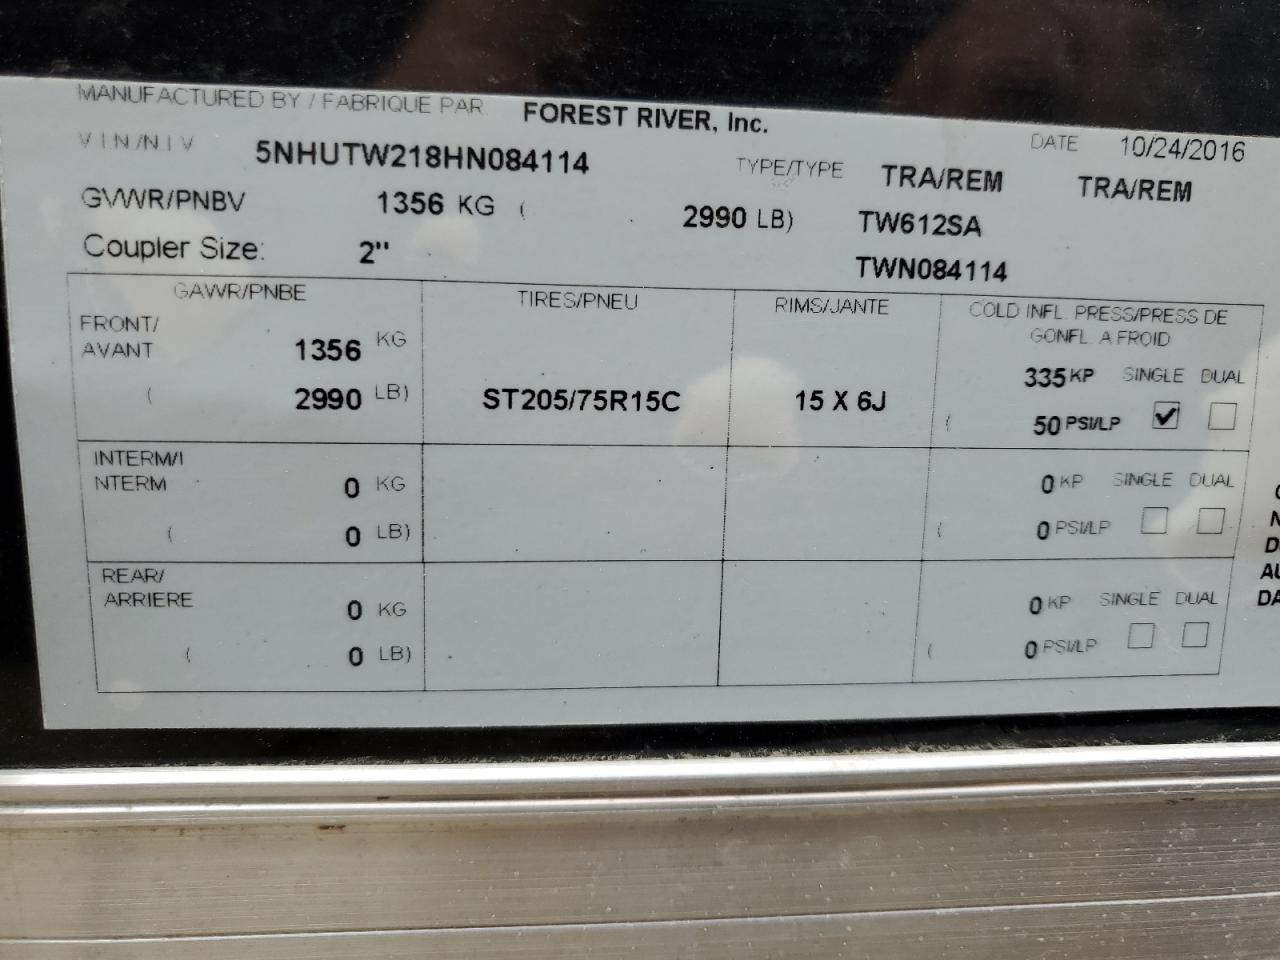 MANUFACTURED BY / FABRIQUE PAR FOREST RIVER, Inc.
DATE 10/24/2016
V I N /N I V 5NHUTW218HN084114 TYPE/TYPE TRA/REM TRA/REM
GVWR/PNBV 1356 KG ( 2990 LB) TW612SA
Coupler Size: 2" TWN084114
GAWR/PNBE TIRES/PNEU RIMS/JANTE COLD INFL. PRESS/PRESS DE
GONFL. A FROID
FRONT/
AVANT 1356 KG 335 KP SINGLE DUAL
( 2990 LB) ST205/75R15C 15 X 6J ( 50 PSI/LP
INTERM/I
NTERM 0 KG 0 KP SINGLE DUAL
( 0 LB) ( 0 PSI/LP
REAR/
ARRIERE 0 KG 0 KP SINGLE DUAL
( 0 LB) ( 0 PSI/LP